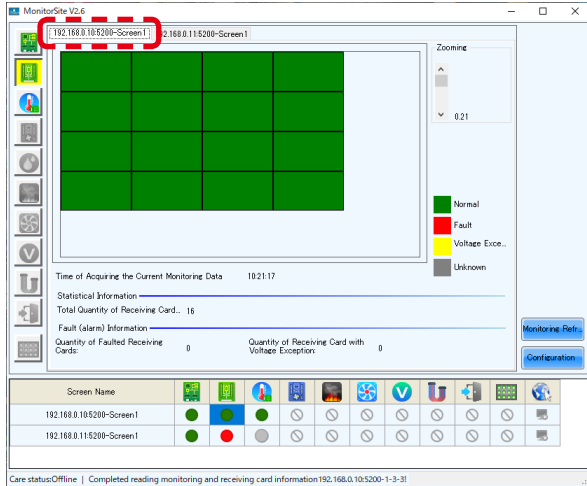 MonitorSite V2.6
192.168.0.10:5200-Screen1
92.168.0.11:5200-Screen1
Zooming
0.21
Normal
Fault
Voltage Exce...
Unknown
Time of Acquiring the Current Monitoring Data 10:21:17
Statistical Information
Total Quantity of Receiving Card... 16
Fault (alarm) Information
Quantity of Faulted Receiving Cards: 0
Quantity of Receiving Card with Voltage Exception: 0
Monitoring Refr...
Configuration
Screen Name
192.168.0.10:5200-Screen1
192.168.0.11:5200-Screen1
Care status:Offline | Completed reading monitoring and receiving card information192.168.0.10:5200-1-3-3!